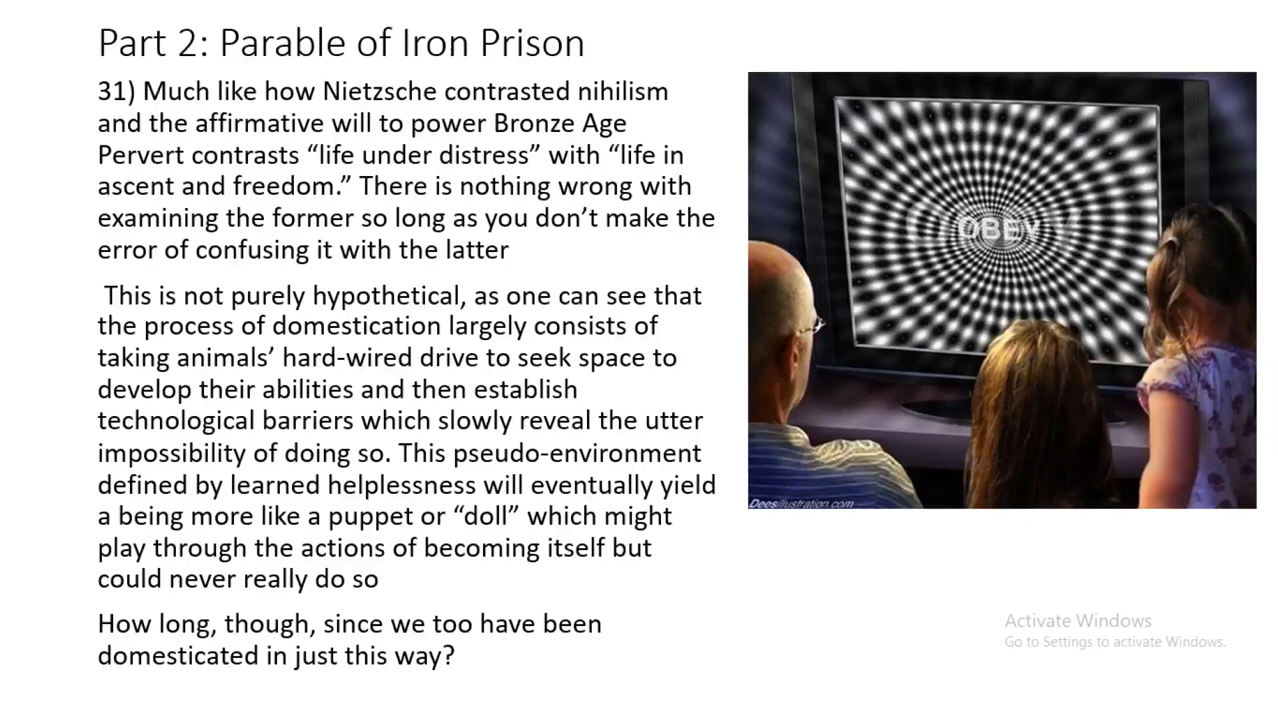 Part 2: Parable of Iron Prison
31) Much like how Nietzsche contrasted nihilism
and the affirmative will to power Bronze Age
Pervert contrasts “life under distress” with “life in
ascent and freedom.” There is nothing wrong with
examining the former so long as you don’t make the
error of confusing it with the latter
This is not purely hypothetical, as one can see that
the process of domestication largely consists of
taking animals’ hard-wired drive to seek space to
develop their abilities and then establish
technological barriers which slowly reveal the utter
impossibility of doing so. This pseudo-environment
defined by learned helplessness will eventually yield
a being more like a puppet or “doll” which might
play through the actions of becoming itself but
could never really do so
How long, though, since we too have been
domesticated in just this way?
OBEY
Deesillustration.com
Activate Windows
Go to Settings to activate Windows.